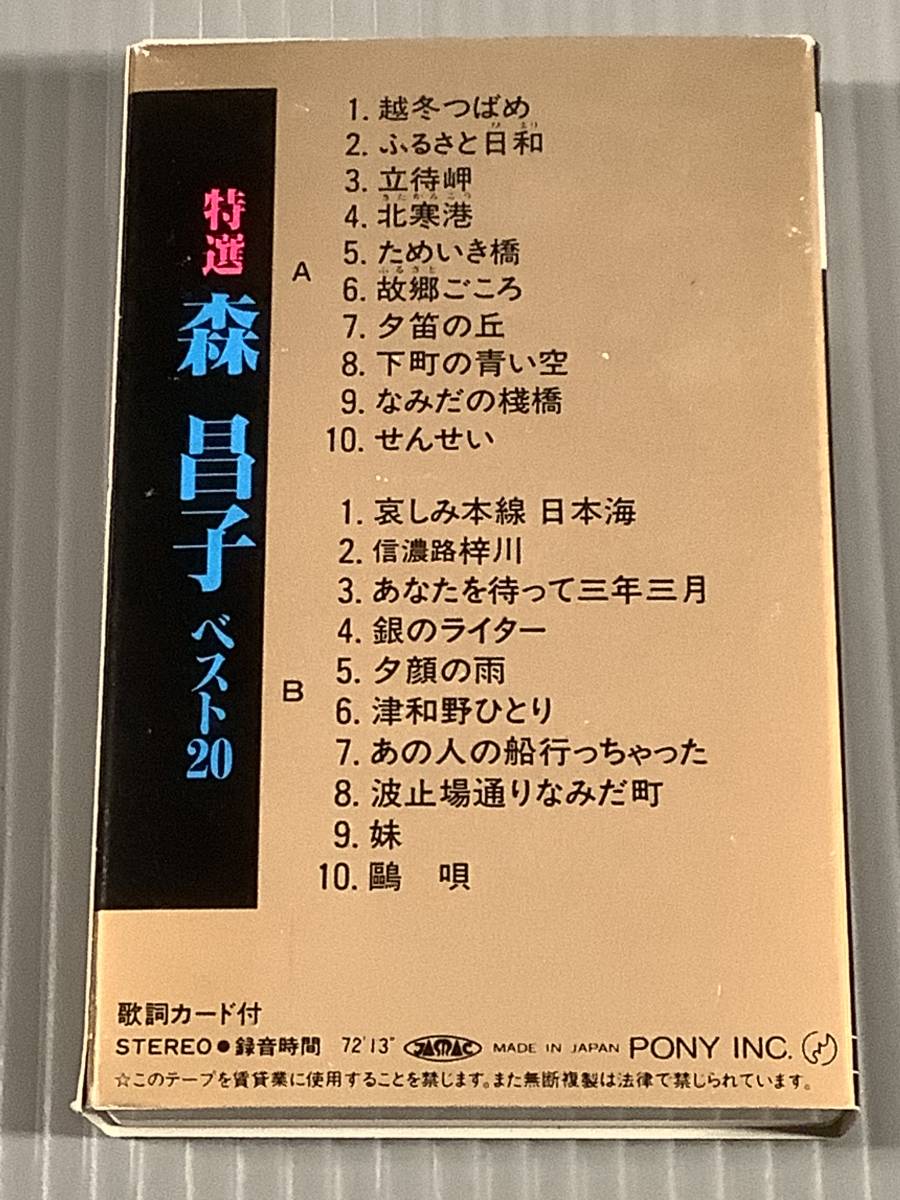 特選 森 昌子 ベスト20
A
1. 越冬つばめ
2. ふるさと日和
3. 立待岬
4. 北寒港
5. ためいき橋
6. 故郷ごころ
7. 夕笛の丘
8. 下町の青い空
9. なみだの棧橋
10. せんせい
B
1. 哀しみ本線 日本海
2. 信濃路梓川
3. あなたを待って三年三月
4. 銀のライター
5. 夕顔の雨
6. 津和野ひとり
7. あの人の船行っちゃった
8. 波止場通りなみだ町
9. 妹
10. 鷗 唄
歌詞カード付
STEREO●録音時間 72'13" JASRAC MADE IN JAPAN PONY INC.
☆このテープを賃貸業に使用することを禁じます。また無断複製は法律で禁じられています。